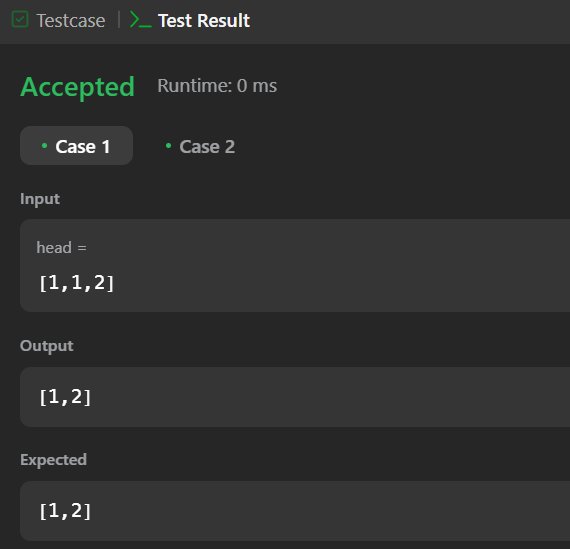 Testcase | >_ Test Result
Accepted Runtime: 0 ms
• Case 1 • Case 2
Input
head =
[1,1,2]
Output
[1,2]
Expected
[1,2]